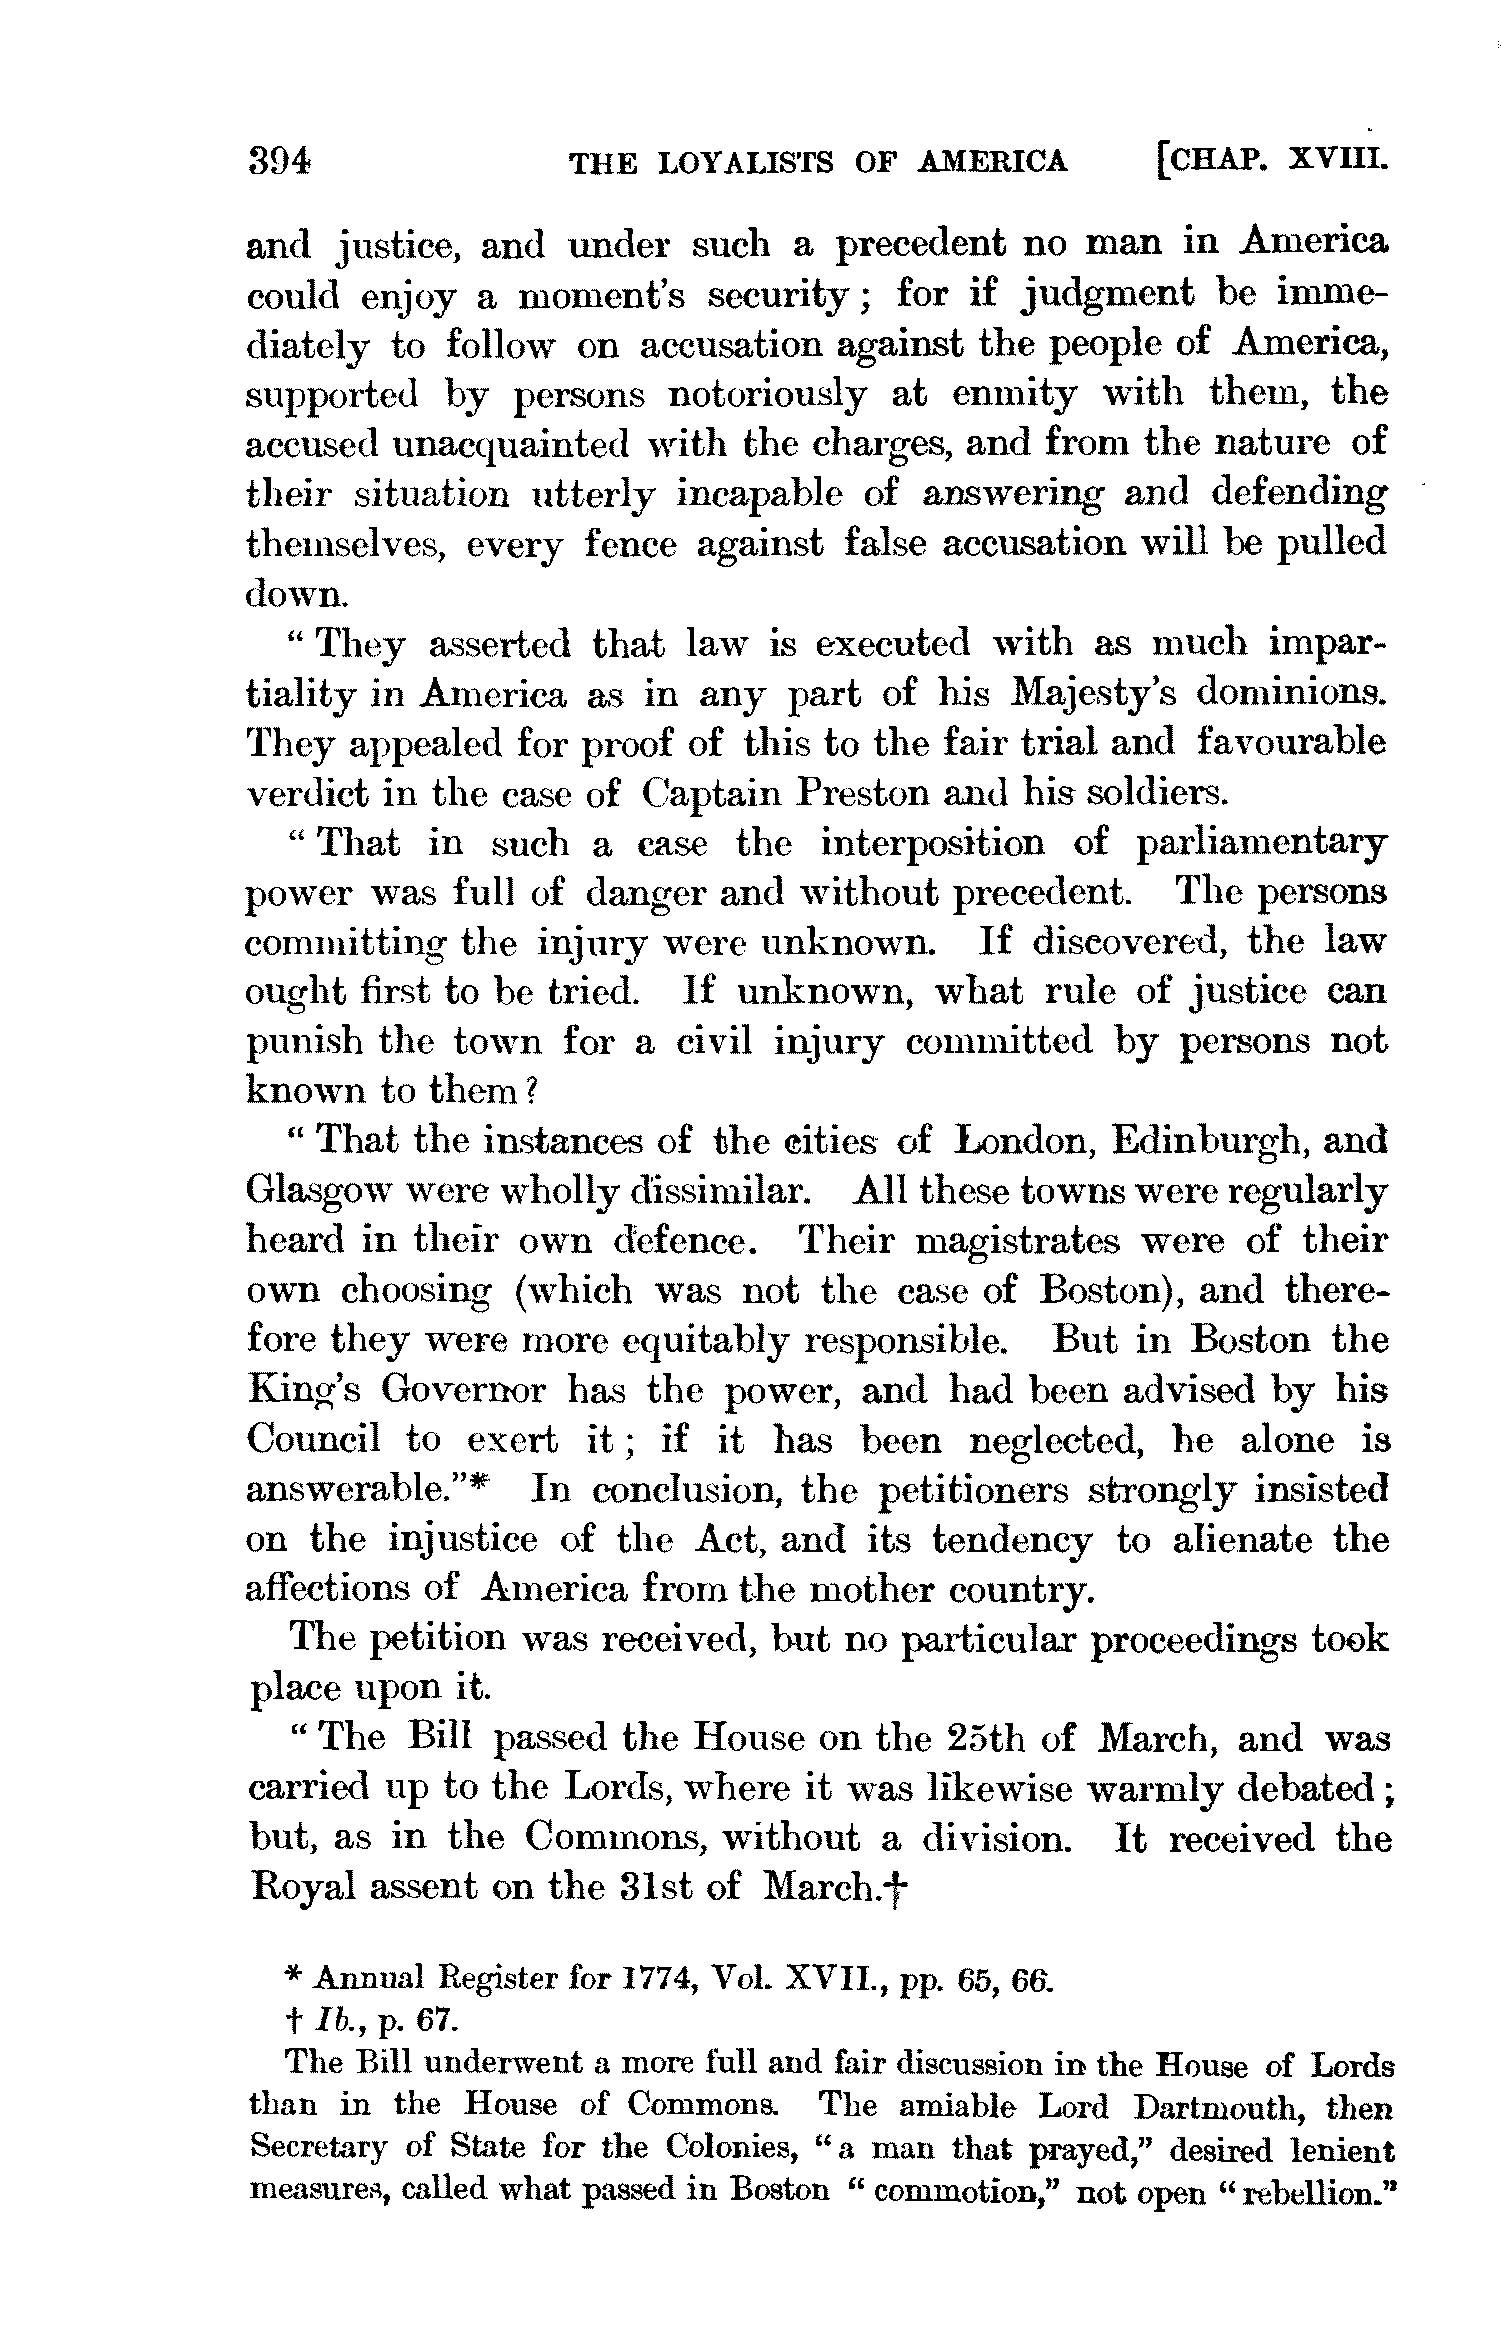 394 THE LOYALISTS OF AMERICA [CHAP. XVIII.
and justice, and under such a precedent no man in America
could enjoy a moment's security; for if judgment be imme-
diately to follow on accusation against the people of America,
supported by persons notoriously at enmity with them, the
accused unacquainted with the charges, and from the nature of
their situation utterly incapable of answering and defending
themselves, every fence against false accusation will be pulled
down.
"They asserted that law is executed with as much impar-
tiality in America as in any part of his Majesty's dominions.
They appealed for proof of this to the fair trial and favourable
verdict in the case of Captain Preston and his soldiers.
"That in such a case the interposition of parliamentary
power was full of danger and without precedent. The persons
committing the injury were unknown. If discovered, the law
ought first to be tried. If unknown, what rule of justice can
punish the town for a civil injury committed by persons not
known to them?
"That the instances of the cities of London, Edinburgh, and
Glasgow were wholly dissimilar. All these towns were regularly
heard in their own defence. Their magistrates were of their
own choosing (which was not the case of Boston), and there-
fore they were more equitably responsible. But in Boston the
King's Governor has the power, and had been advised by his
Council to exert it; if it has been neglected, he alone is
answerable."* In conclusion, the petitioners strongly insisted
on the injustice of the Act, and its tendency to alienate the
affections of America from the mother country.
The petition was received, but no particular proceedings took
place upon it.
"The Bill passed the House on the 25th of March, and was
carried up to the Lords, where it was likewise warmly debated;
but, as in the Commons, without a division. It received the
Royal assent on the 31st of March.†
* Annual Register for 1774, Vol. XVII., pp. 65, 66.
† Ib., p. 67.
The Bill underwent a more full and fair discussion in the House of Lords
than in the House of Commons. The amiable Lord Dartmouth, then
Secretary of State for the Colonies, "a man that prayed," desired lenient
measures, called what passed in Boston "commotion," not open "rebellion."